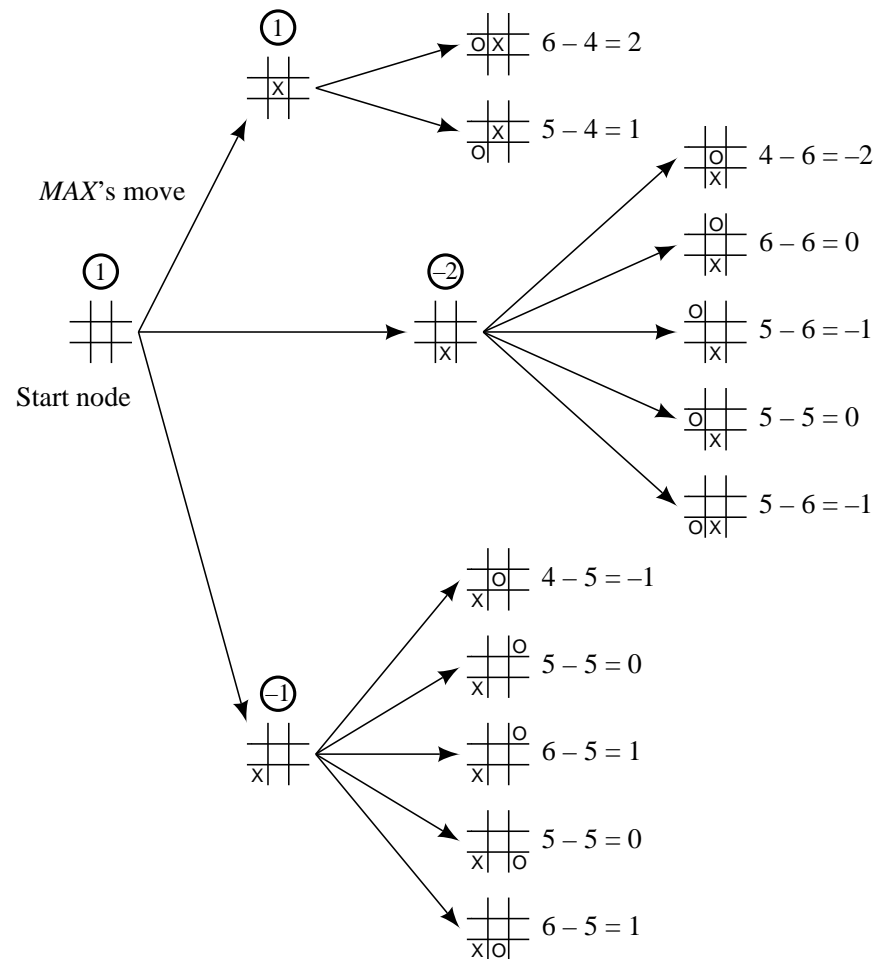 1
O X 6 – 4 = 2
X
X 5 – 4 = 1
O
O 4 – 6 = –2
X
MAX’s move
O 6 – 6 = 0
X
1
–2
O 5 – 6 = –1
X
X
Start node
O 5 – 5 = 0
X
5 – 6 = –1
O X
O 4 – 5 = –1
X
O 5 – 5 = 0
X
–1
O 6 – 5 = 1
X
X
5 – 5 = 0
X O
6 – 5 = 1
X O